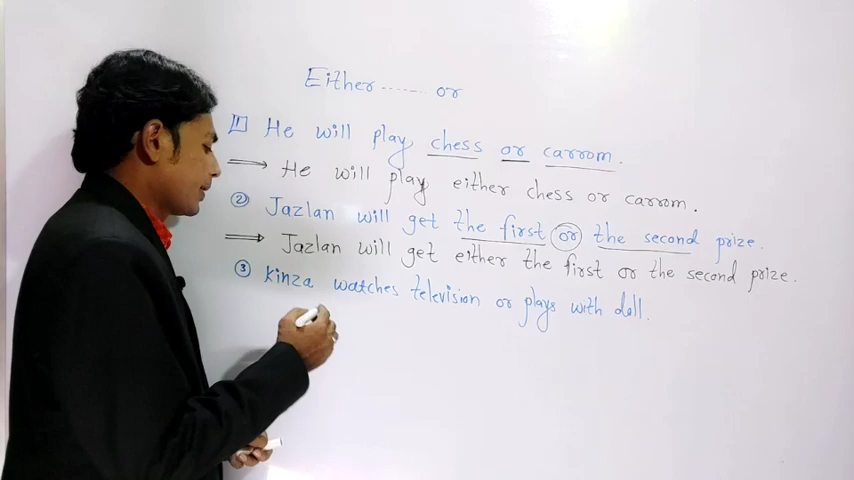 Either ....... or
1 He will play chess or carrom.
⟹ He will play either chess or carrom.
② Jazlan will get the first or the second prize.
⟹ Jazlan will get either the first or the second prize.
③ Kinza watches television or plays with doll.